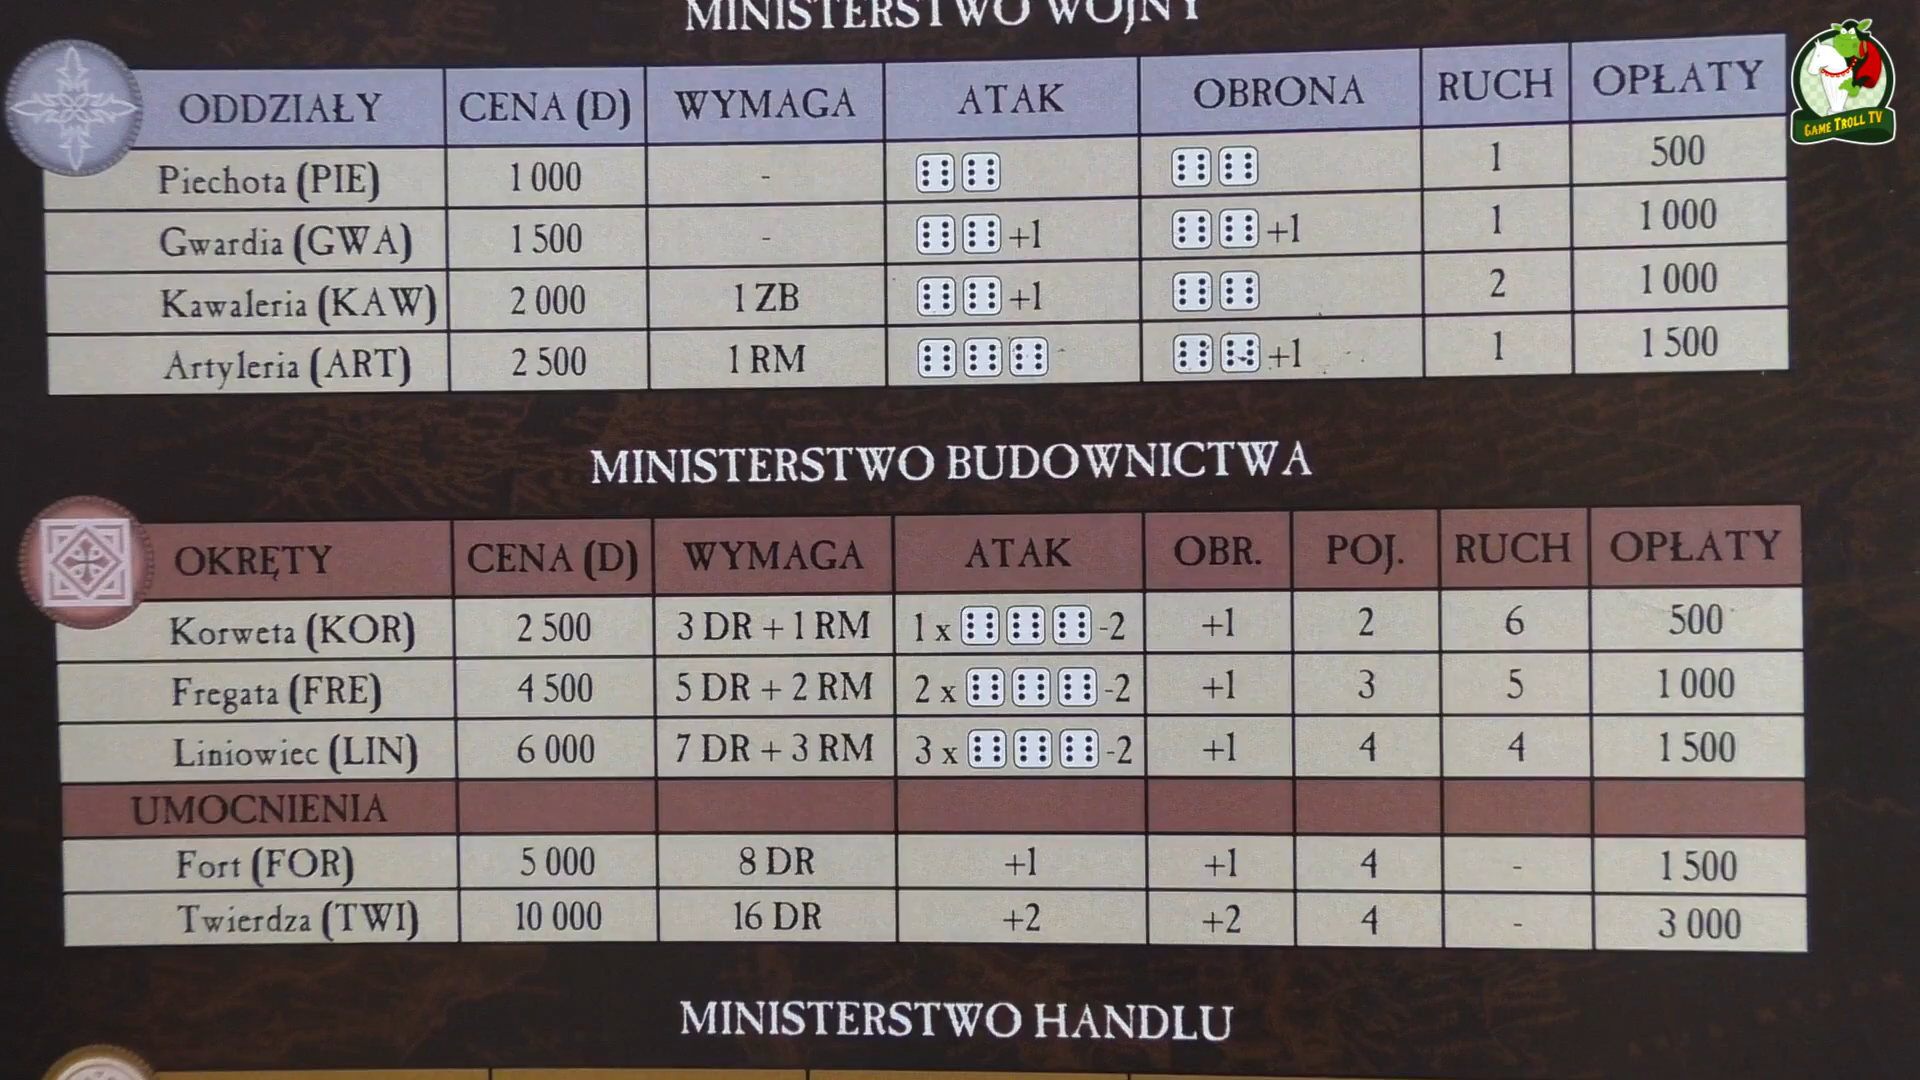 MINISTERSTWO WOJNY
ODDZIAŁY CENA (D) WYMAGA ATAK OBRONA RUCH OPŁATY
Piechota (PIE) 1 000 - 1 500
Gwardia (GWA) 1 500 - +1 +1 1 1 000
Kawaleria (KAW) 2 000 1 ZB +1 2 1 000
Artyleria (ART) 2 500 1 RM +1 1 1 500
MINISTERSTWO BUDOWNICTWA
OKRĘTY CENA (D) WYMAGA ATAK OBR. POJ. RUCH OPŁATY
Korweta (KOR) 2 500 3 DR + 1 RM 1 x -2 +1 2 6 500
Fregata (FRE) 4 500 5 DR + 2 RM 2 x -2 +1 3 5 1 000
Liniowiec (LIN) 6 000 7 DR + 3 RM 3 x -2 +1 4 4 1 500
UMOCNIENIA
Fort (FOR) 5 000 8 DR +1 +1 4 - 1 500
Twierdza (TWI) 10 000 16 DR +2 +2 4 - 3 000
MINISTERSTWO HANDLU
GAME TROLL TV